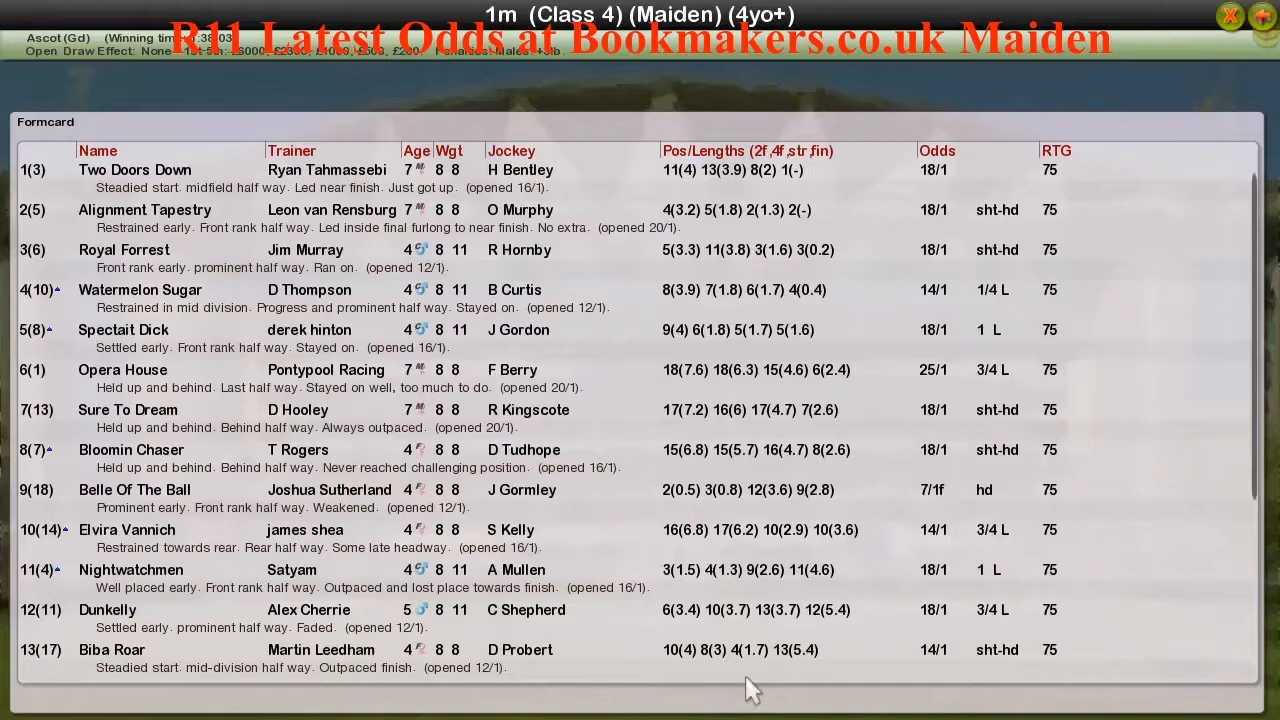 1m (Class 4) (Maiden) (4yo+)
R11 Latest Odds at Bookmakers.co.uk Maiden
Ascot(Gd) (Winning time
Open Draw Effect: None
Formcard
Name Trainer Age Wgt Jockey Pos/Lengths (2f,4f,str,fin) Odds RTG
1(3) Two Doors Down Ryan Tahmassebi 7 M 8 8 H Bentley 11(4) 13(3.9) 8(2) 1(-) 18/1 75
Steadied start. midfield half way. Led near finish. Just got up. (opened 16/1).
2(5) Alignment Tapestry Leon van Rensburg 7 M 8 8 O Murphy 4(3.2) 5(1.8) 2(1.3) 2(-) 18/1 sht-hd 75
Restrained early. Front rank half way. Led inside final furlong to near finish. No extra. (opened 20/1).
3(6) Royal Forrest Jim Murray 4 8 11 R Hornby 5(3.3) 11(3.8) 3(1.6) 3(0.2) 18/1 sht-hd 75
Front rank early. prominent half way. Ran on. (opened 12/1).
4(10) Watermelon Sugar D Thompson 4 8 11 B Curtis 8(3.9) 7(1.8) 6(1.7) 4(0.4) 14/1 1/4 L 75
Restrained in mid division. Progress and prominent half way. Stayed on. (opened 12/1).
5(8) Spectait Dick derek hinton 4 8 11 J Gordon 9(4) 6(1.8) 5(1.7) 5(1.6) 18/1 1 L 75
Settled early. Front rank half way. Stayed on. (opened 16/1).
6(1) Opera House Pontypool Racing 7 M 8 8 F Berry 18(7.6) 18(6.3) 15(4.6) 6(2.4) 25/1 3/4 L 75
Held up and behind. Last half way. Stayed on well, too much to do. (opened 20/1).
7(13) Sure To Dream D Hooley 7 M 8 8 R Kingscote 17(7.2) 16(6) 17(4.7) 7(2.6) 18/1 sht-hd 75
Held up and behind. Behind half way. Always outpaced. (opened 20/1).
8(7) Bloomin Chaser T Rogers 4 F 8 8 D Tudhope 15(6.8) 15(5.7) 16(4.7) 8(2.6) 18/1 sht-hd 75
Held up and behind. Behind half way. Never reached challenging position. (opened 16/1).
9(18) Belle Of The Ball Joshua Sutherland 4 F 8 8 J Gormley 2(0.5) 3(0.8) 12(3.6) 9(2.8) 7/1f hd 75
Prominent early. Front rank half way. Weakened. (opened 12/1).
10(14) Elvira Vannich james shea 4 F 8 8 S Kelly 16(6.8) 17(6.2) 10(2.9) 10(3.6) 14/1 3/4 L 75
Restrained towards rear. Rear half way. Some late headway. (opened 16/1).
11(4) Nightwatchmen Satyam 4 8 11 A Mullen 3(1.5) 4(1.3) 9(2.6) 11(4.6) 18/1 1 L 75
Well placed early. Front rank half way. Outpaced and lost place towards finish. (opened 16/1).
12(11) Dunkelly Alex Cherrie 5 8 11 C Shepherd 6(3.4) 10(3.7) 13(3.7) 12(5.4) 18/1 3/4 L 75
Settled early. prominent half way. Faded. (opened 12/1).
13(17) Biba Roar Martin Leedham 4 F 8 8 D Probert 10(4) 8(3) 4(1.7) 13(5.4) 14/1 sht-hd 75
Steadied start. mid-division half way. Outpaced finish. (opened 12/1).